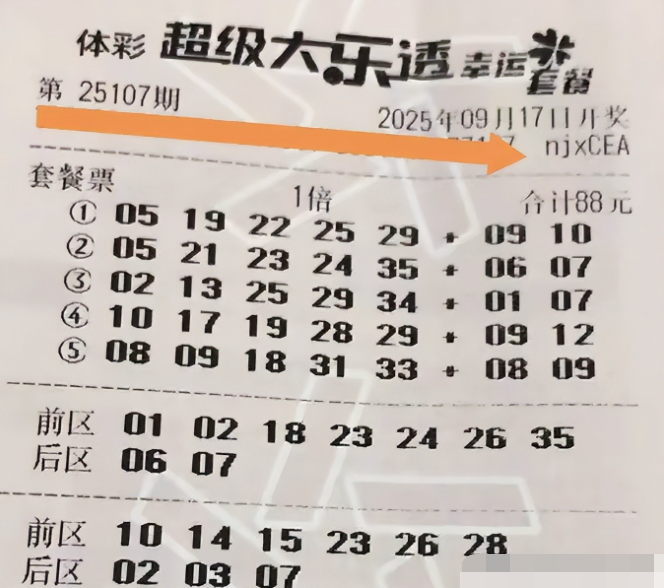 体彩 超级大乐透 幸运套餐
第 25107期
2025年09月17日开奖
njxCEA
套餐票 1倍 合计88元
① 05 19 22 25 29 + 09 10
② 05 21 23 24 35 + 06 07
③ 02 13 25 29 34 + 01 07
④ 10 17 19 28 29 + 09 12
⑤ 08 09 18 31 33 + 08 09
前区 01 02 18 23 24 26 35
后区 06 07
前区 10 14 15 23 26 28
后区 02 03 07